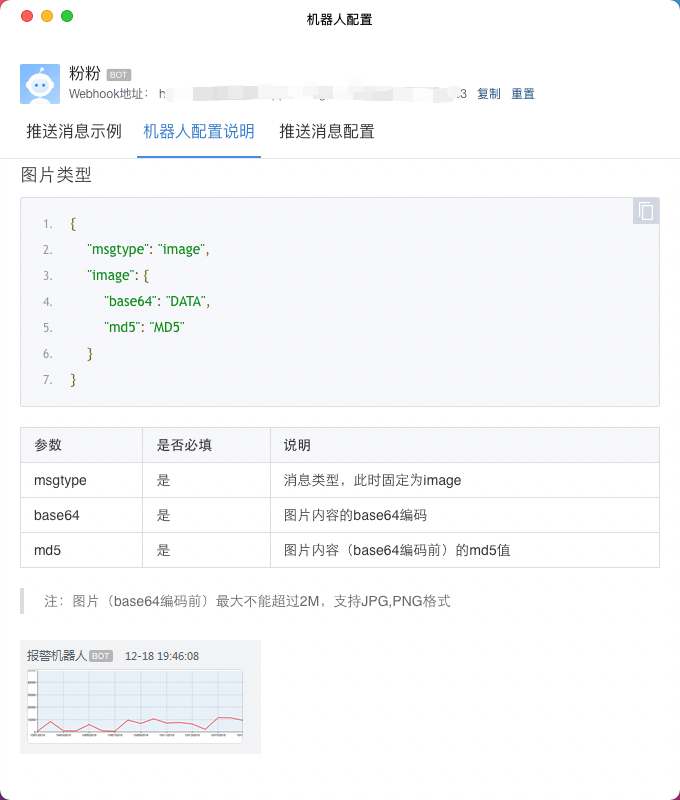 机器人配置
粉粉 BOT
Webhook地址： h 3 复制 重置
推送消息示例 机器人配置说明 推送消息配置
图片类型
1. {
2. "msgtype": "image",
3. "image": {
4. "base64": "DATA",
5. "md5": "MD5"
6. }
7. }
参数 是否必填 说明
msgtype 是 消息类型，此时固定为image
base64 是 图片内容的base64编码
md5 是 图片内容（base64编码前）的md5值
注：图片（base64编码前）最大不能超过2M，支持JPG,PNG格式
报警机器人 BOT 12-18 19:46:08